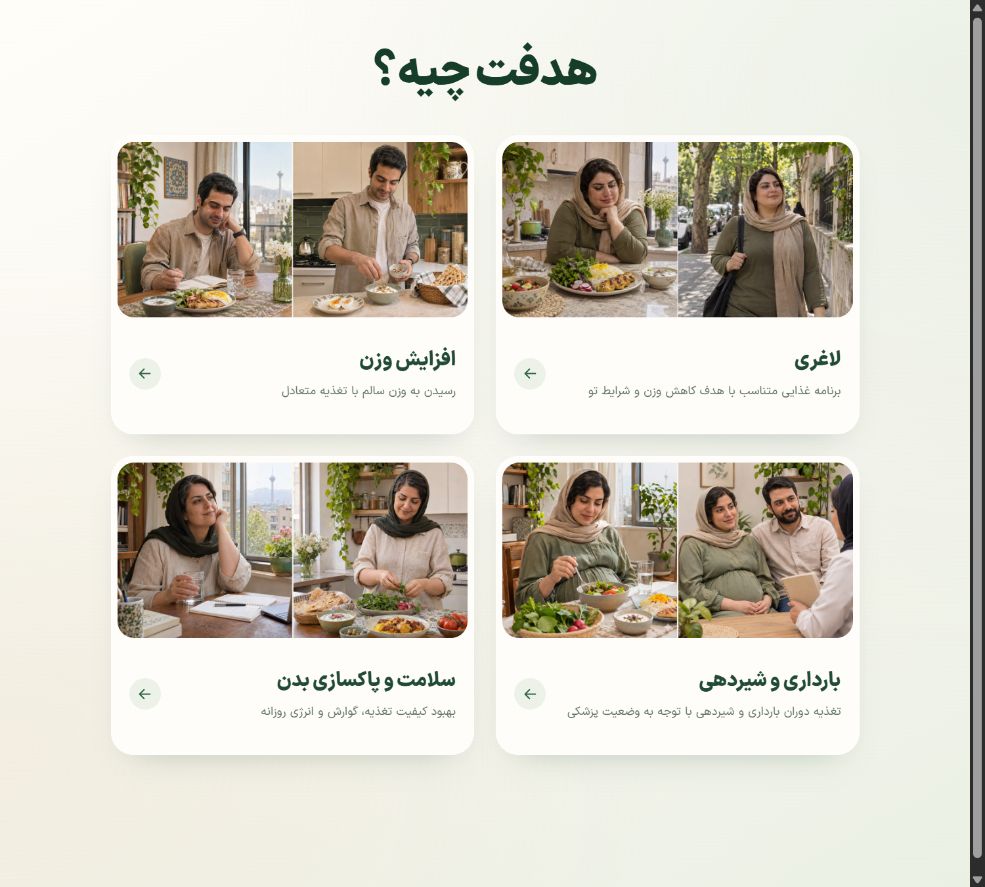 هدفت چیه؟
لاغری
برنامه غذایی متناسب با هدف کاهش وزن و شرایط تو
افزایش وزن
رسیدن به وزن سالم با تغذیه متعادل
بارداری و شیردهی
تغذیه دوران بارداری و شیردهی با توجه به وضعیت پزشکی
سلامت و پاکسازی بدن
بهبود کیفیت تغذیه، گوارش و انرژی روزانه